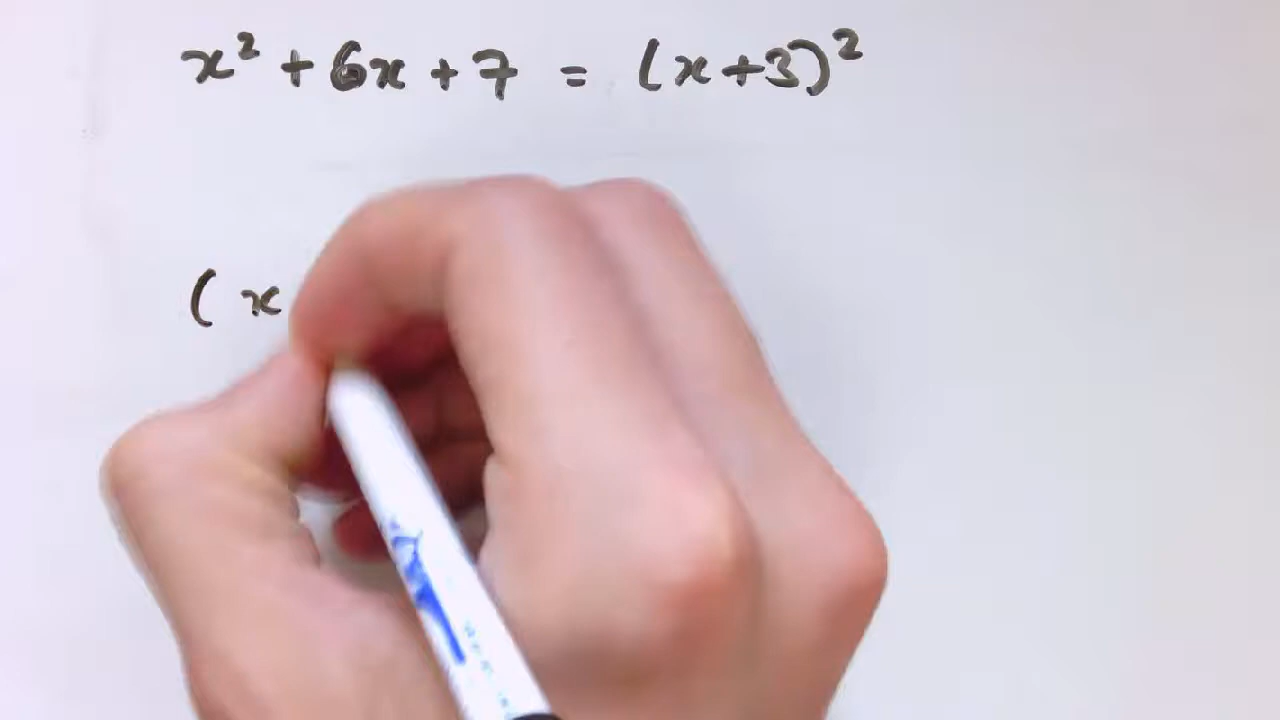 x² + 6x + 7 = (x+3)²
(x